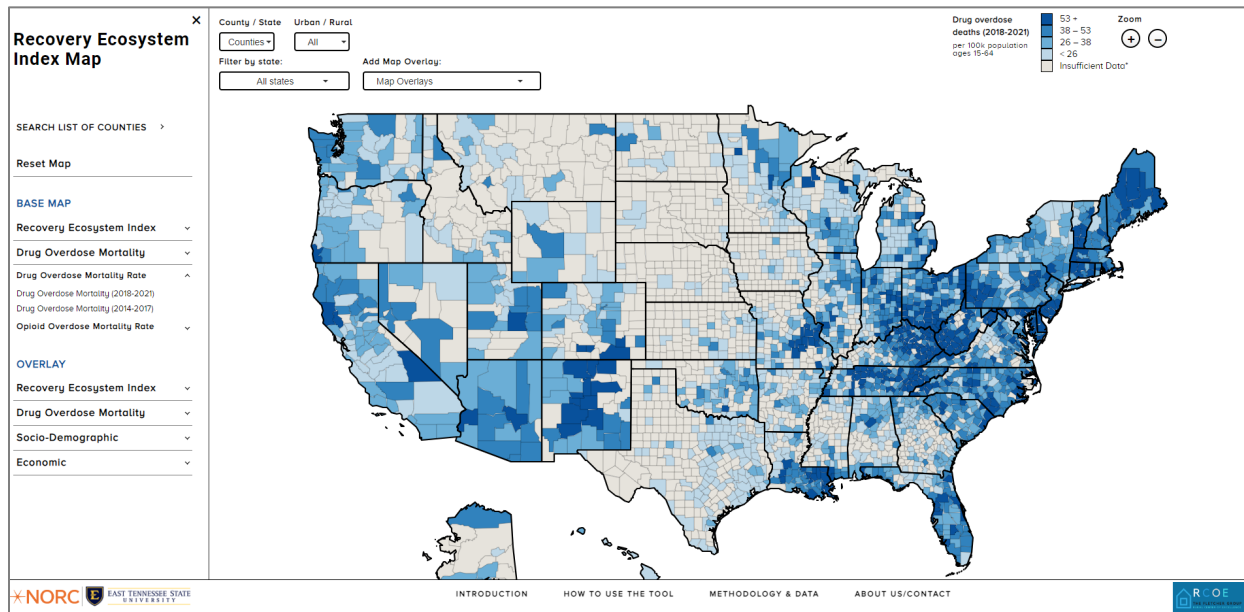 ×
Recovery Ecosystem
Index Map
SEARCH LIST OF COUNTIES ›
Reset Map
BASE MAP
Recovery Ecosystem Index
Drug Overdose Mortality
Drug Overdose Mortality Rate
Drug Overdose Mortality (2018-2021)
Drug Overdose Mortality (2014-2017)
Opioid Overdose Mortality Rate
OVERLAY
Recovery Ecosystem Index
Drug Overdose Mortality
Socio-Demographic
Economic
County / State Urban / Rural
Counties All
Filter by state: Add Map Overlay:
All states Map Overlays
Drug overdose
deaths (2018-2021)
per 100k population
ages 15-64
53 +
38 – 53
26 – 38
< 26
Insufficient Data*
Zoom
+ −
NORC
EAST TENNESSEE STATE
UNIVERSITY
INTRODUCTION HOW TO USE THE TOOL METHODOLOGY & DATA ABOUT US/CONTACT
RCOE
THE FLETCHER GROUP